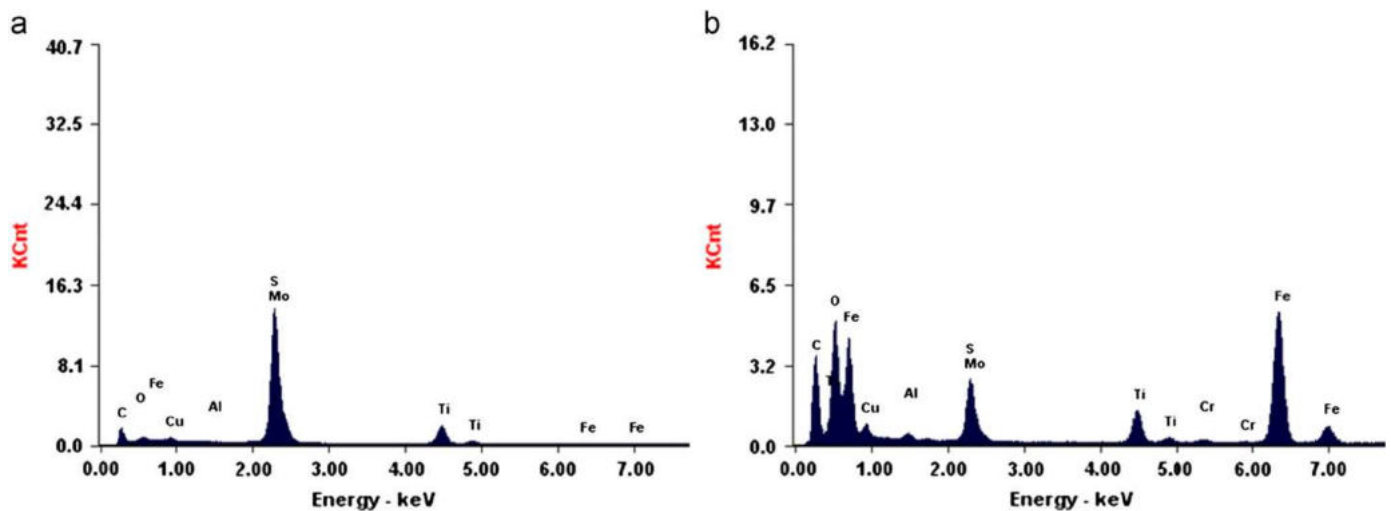 a
40.7
32.5
24.4
16.3
8.1
0.0
KCnt
C
O
Fe
Cu
Al
S
Mo
Ti
Ti
Fe
Fe
0.00 1.00 2.00 3.00 4.00 5.00 6.00 7.00
Energy - keV
b
16.2
13.0
9.7
6.5
3.2
0.0
KCnt
C
T
O
Fe
Cu
Al
S
Mo
Ti
Ti
Cr
Cr
Fe
Fe
0.00 1.00 2.00 3.00 4.00 5.00 6.00 7.00
Energy - keV